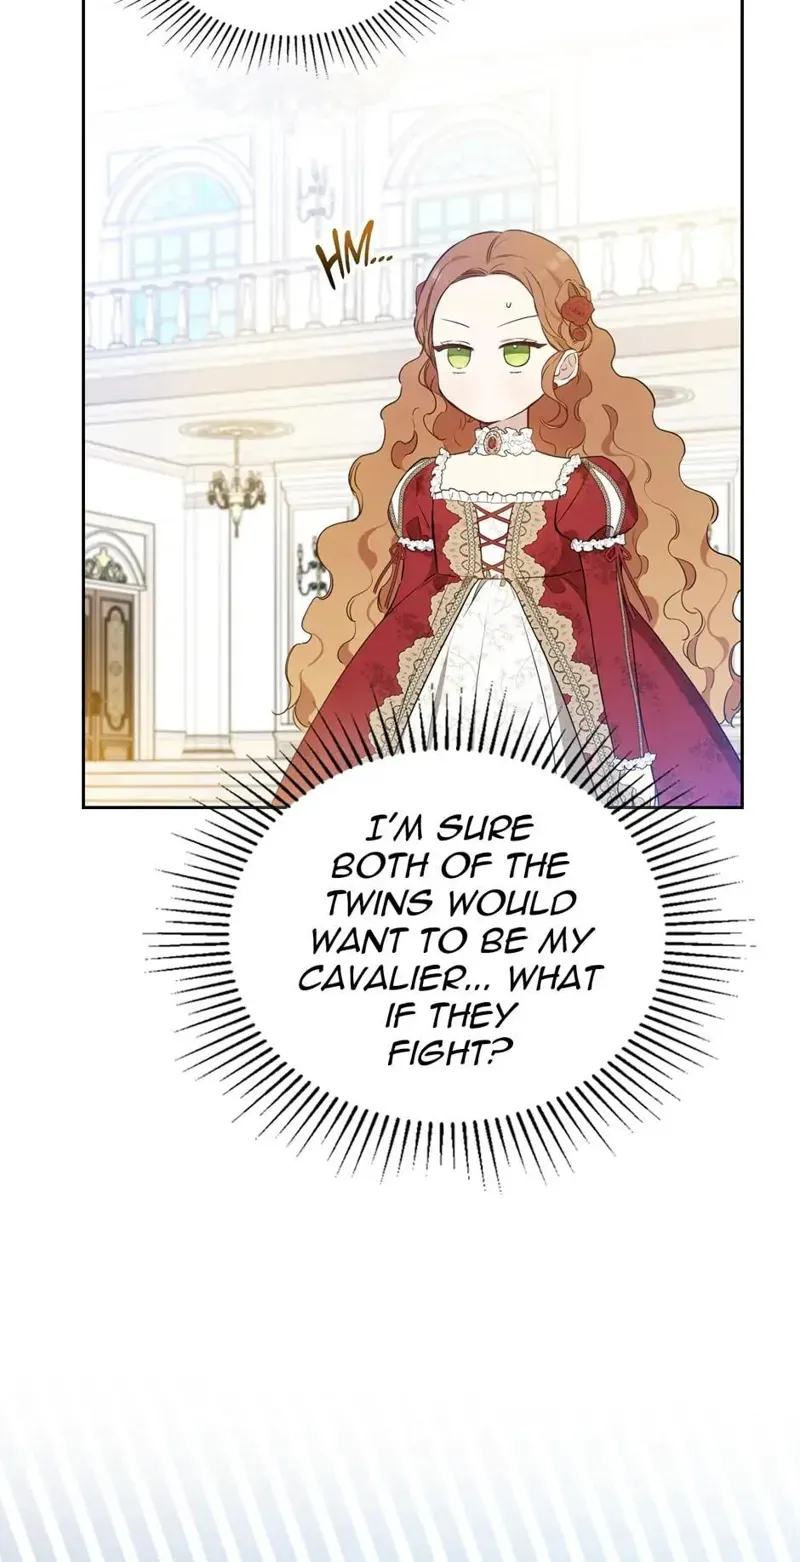 HM...
I'M SURE
BOTH OF THE
TWINS WOULD
WANT TO BE MY
CAVALIER... WHAT
IF THEY
FIGHT?